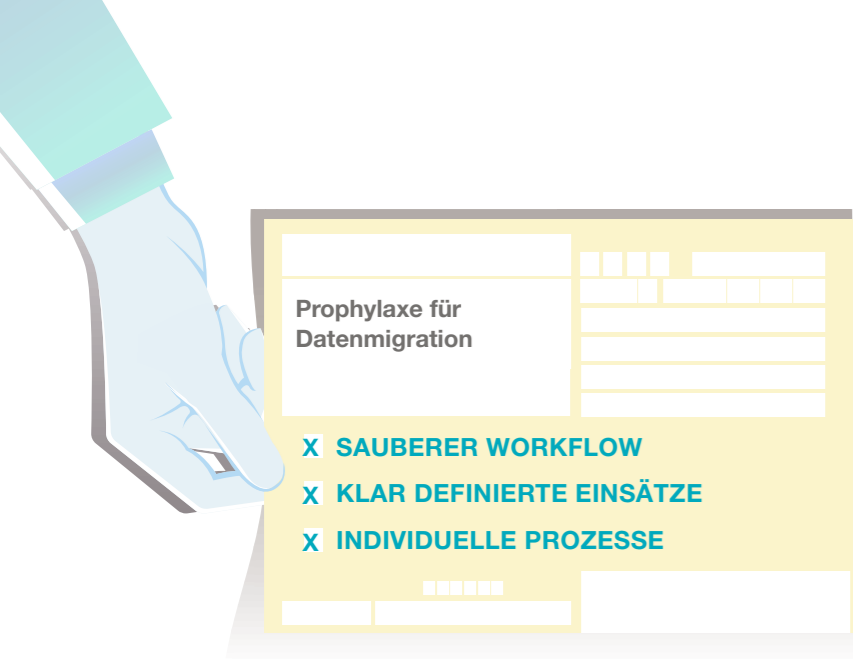 Prophylaxe für
Datenmigration
X SAUBERER WORKFLOW
X KLAR DEFINIERTE EINSÄTZE
X INDIVIDUELLE PROZESSE